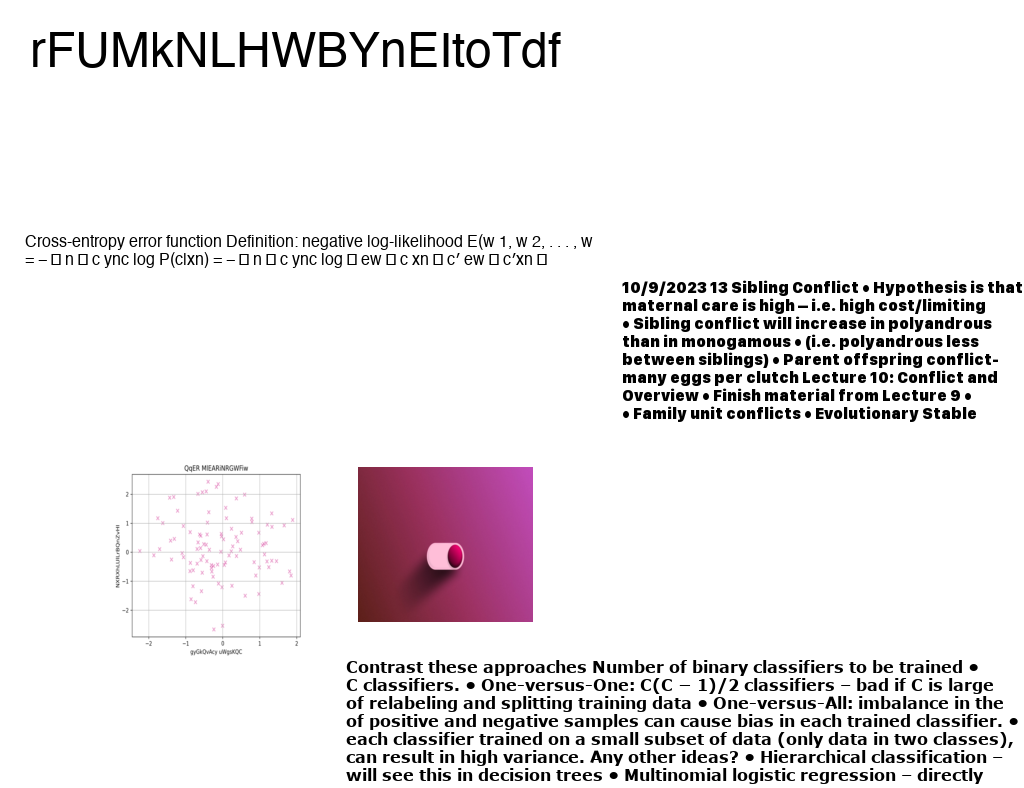 rFUMkNLHWBYnEItoTdf
Cross-entropy error function Definition: negative log-likelihood E(w 1, w 2, . . . , w
= – □ n □ c ync log P(c|xn) = – □ n □ c ync log □ ew □ c xn □ c′ ew □ c′xn □
10/9/2023 13 Sibling Conflict • Hypothesis is that
maternal care is high – i.e. high cost/limiting
• Sibling conflict will increase in polyandrous
than in monogamous • (i.e. polyandrous less
between siblings) • Parent offspring conflict-
many eggs per clutch Lecture 10: Conflict and
Overview • Finish material from Lecture 9 •
• Family unit conflicts • Evolutionary Stable
QqER MIEARiNRGWFiw
2
1
0
−1
−2
−2 −1 0 1 2
gyGkQvAcy uWgsKQC
Contrast these approaches Number of binary classifiers to be trained •
C classifiers. • One-versus-One: C(C − 1)/2 classifiers – bad if C is large
of relabeling and splitting training data • One-versus-All: imbalance in the
of positive and negative samples can cause bias in each trained classifier. •
each classifier trained on a small subset of data (only data in two classes),
can result in high variance. Any other ideas? • Hierarchical classification –
will see this in decision trees • Multinomial logistic regression – directly